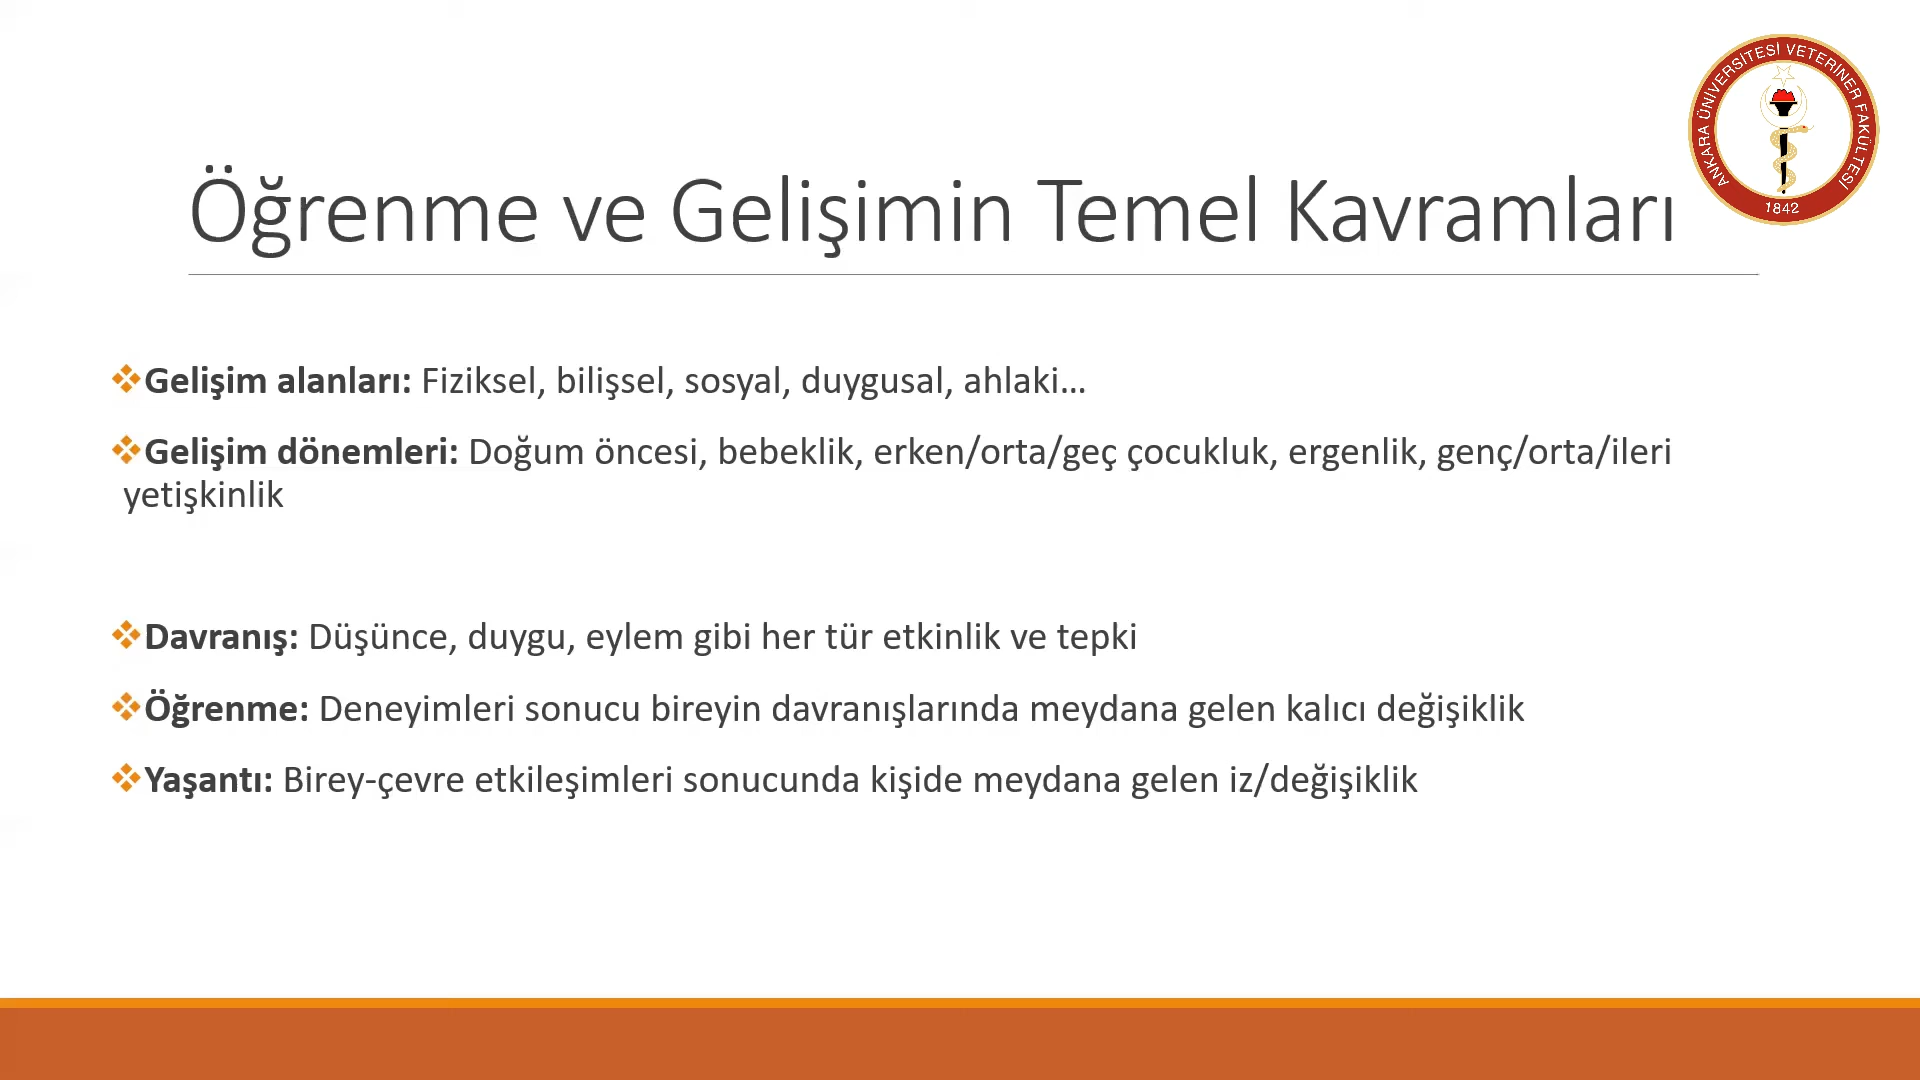 ANKARA ÜNİVERSİTESİ VETERİNER FAKÜLTESİ
1842
Öğrenme ve Gelişimin Temel Kavramları
❖Gelişim alanları: Fiziksel, bilişsel, sosyal, duygusal, ahlaki…
❖Gelişim dönemleri: Doğum öncesi, bebeklik, erken/orta/geç çocukluk, ergenlik, genç/orta/ileri
yetişkinlik
❖Davranış: Düşünce, duygu, eylem gibi her tür etkinlik ve tepki
❖Öğrenme: Deneyimleri sonucu bireyin davranışlarında meydana gelen kalıcı değişiklik
❖Yaşantı: Birey-çevre etkileşimleri sonucunda kişide meydana gelen iz/değişiklik